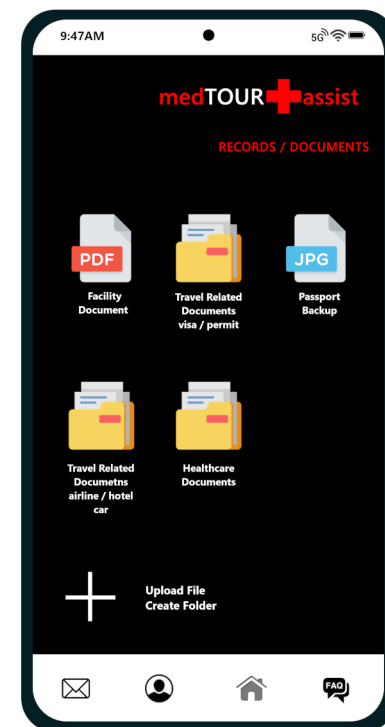 9:47AM
5G
medTOUR assist
RECORDS / DOCUMENTS
PDF
JPG
Facility
Document
Travel Related
Documents
visa / permit
Passport
Backup
Travel Related
Documetns
airline / hotel
car
Healthcare
Documents
Upload File
Create Folder
FAQ